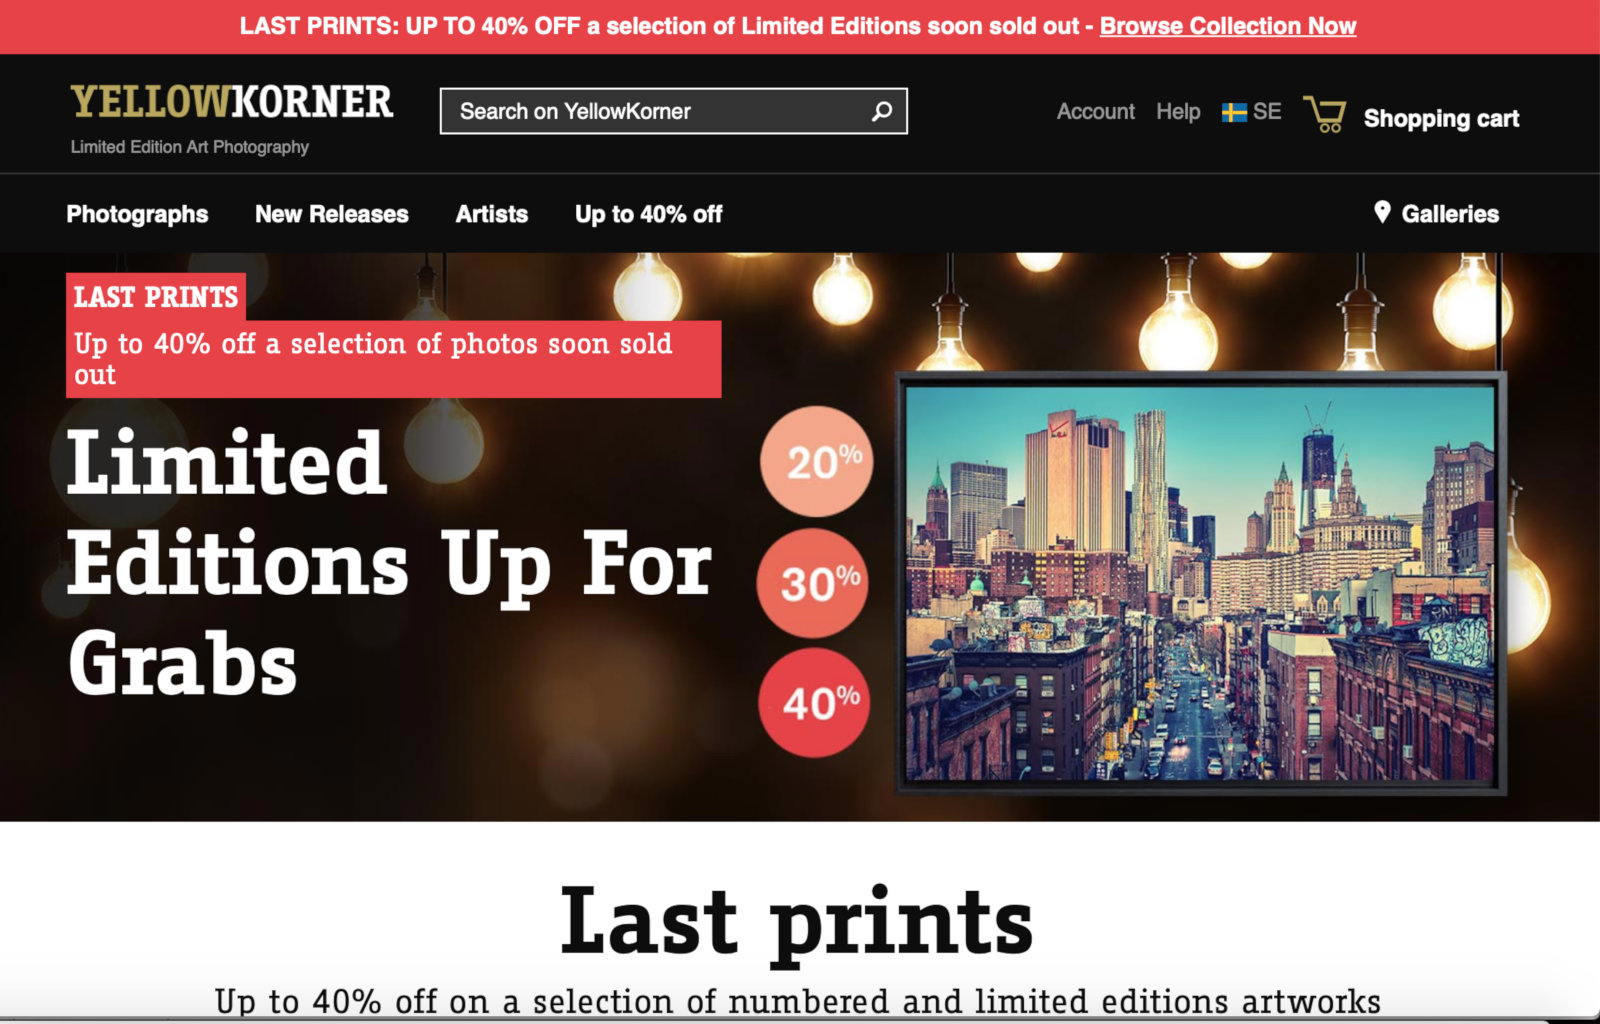 LAST PRINTS: UP TO 40% OFF a selection of Limited Editions soon sold out - Browse Collection Now
YELLOWKORNER
Limited Edition Art Photography
Search on YellowKorner
Account Help SE Shopping cart
Photographs New Releases Artists Up to 40% off Galleries
LAST PRINTS
Up to 40% off a selection of photos soon sold
out
Limited
Editions Up For
Grabs
20%
30%
40%
Last prints
Up to 40% off on a selection of numbered and limited editions artworks